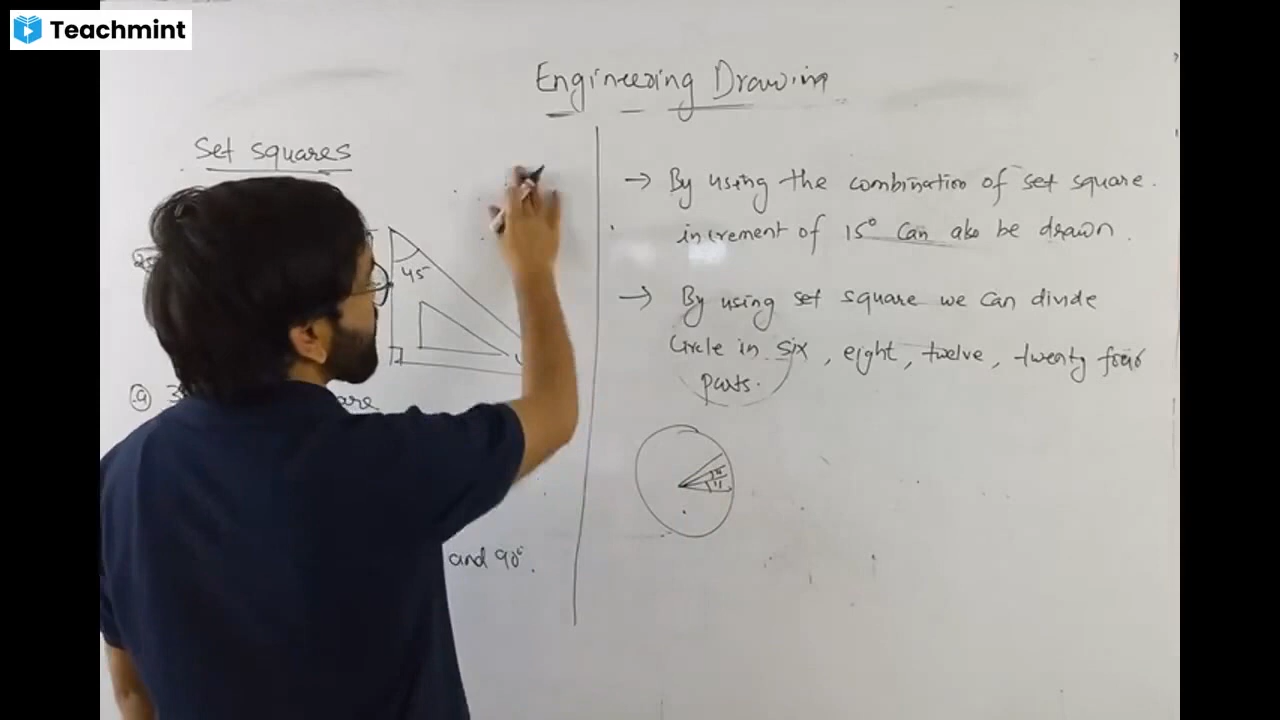 Teachmint
Engineering Drawing
Set squares
45
and 90°.
→ By using the combination of set square.
increment of 15° can also be drawn.
→ By using set square we can divide
circle in six, eight, twelve, twenty four
parts.